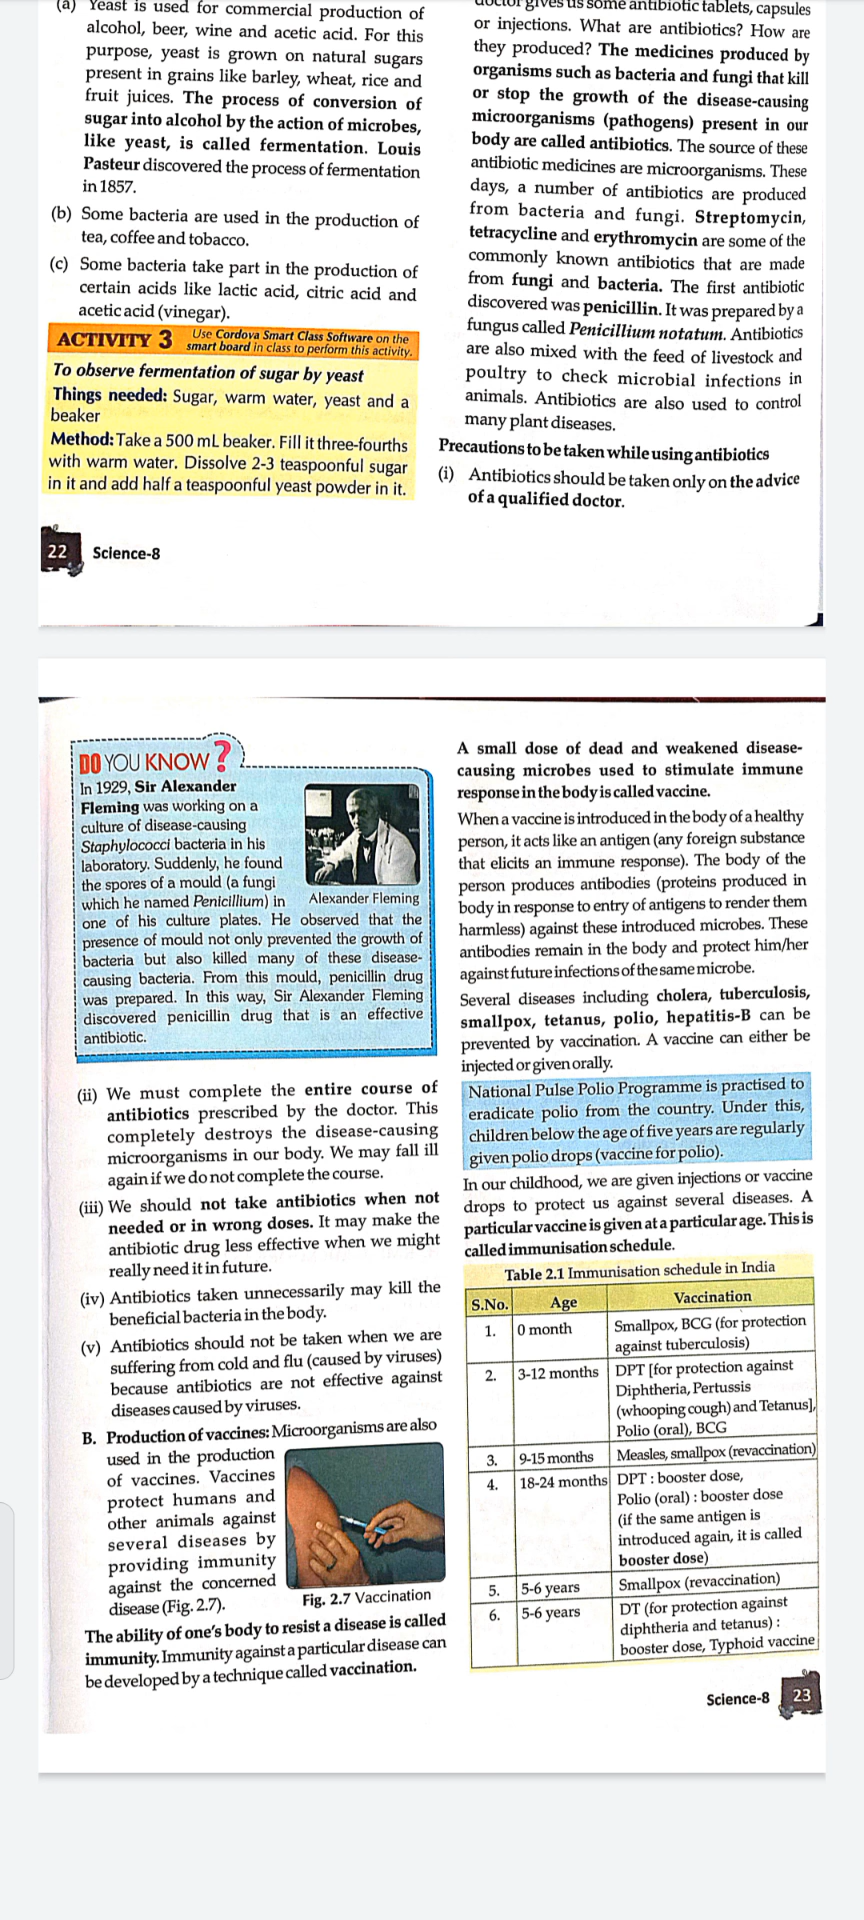 (a) Yeast is used for commercial production of
alcohol, beer, wine and acetic acid. For this
purpose, yeast is grown on natural sugars
present in grains like barley, wheat, rice and
fruit juices. The process of conversion of
sugar into alcohol by the action of microbes,
like yeast, is called fermentation. Louis
Pasteur discovered the process of fermentation
in 1857.
(b) Some bacteria are used in the production of
tea, coffee and tobacco.
(c) Some bacteria take part in the production of
certain acids like lactic acid, citric acid and
acetic acid (vinegar).
ACTIVITY 3 Use Cordova Smart Class Software on the
smart board in class to perform this activity.
To observe fermentation of sugar by yeast
Things needed: Sugar, warm water, yeast and a
beaker
Method: Take a 500 mL beaker. Fill it three-fourths
with warm water. Dissolve 2-3 teaspoonful sugar
in it and add half a teaspoonful yeast powder in it.
22 Science-8
doctor gives us some antibiotic tablets, capsules
or injections. What are antibiotics? How are
they produced? The medicines produced by
organisms such as bacteria and fungi that kill
or stop the growth of the disease-causing
microorganisms (pathogens) present in our
body are called antibiotics. The source of these
antibiotic medicines are microorganisms. These
days, a number of antibiotics are produced
from bacteria and fungi. Streptomycin,
tetracycline and erythromycin are some of the
commonly known antibiotics that are made
from fungi and bacteria. The first antibiotic
discovered was penicillin. It was prepared by a
fungus called Penicillium notatum. Antibiotics
are also mixed with the feed of livestock and
poultry to check microbial infections in
animals. Antibiotics are also used to control
many plant diseases.
Precautions to be taken while using antibiotics
(i) Antibiotics should be taken only on the advice
of a qualified doctor.
DO YOU KNOW ?
In 1929, Sir Alexander
Fleming was working on a
culture of disease-causing
Staphylococci bacteria in his
laboratory. Suddenly, he found
the spores of a mould (a fungi
which he named Penicillium) in
Alexander Fleming
one of his culture plates. He observed that the
presence of mould not only prevented the growth of
bacteria but also killed many of these disease-
causing bacteria. From this mould, penicillin drug
was prepared. In this way, Sir Alexander Fleming
discovered penicillin drug that is an effective
antibiotic.
(ii) We must complete the entire course of
antibiotics prescribed by the doctor. This
completely destroys the disease-causing
microorganisms in our body. We may fall ill
again if we do not complete the course.
(iii) We should not take antibiotics when not
needed or in wrong doses. It may make the
antibiotic drug less effective when we might
really need it in future.
(iv) Antibiotics taken unnecessarily may kill the
beneficial bacteria in the body.
(v) Antibiotics should not be taken when we are
suffering from cold and flu (caused by viruses)
because antibiotics are not effective against
diseases caused by viruses.
B. Production of vaccines: Microorganisms are also
used in the production
of vaccines. Vaccines
protect humans and
other animals against
several diseases by
providing immunity
against the concerned
disease (Fig. 2.7).
Fig. 2.7 Vaccination
The ability of one's body to resist a disease is called
immunity. Immunity against a particular disease can
be developed by a technique called vaccination.
A small dose of dead and weakened disease-
causing microbes used to stimulate immune
response in the body is called vaccine.
When a vaccine is introduced in the body of a healthy
person, it acts like an antigen (any foreign substance
that elicits an immune response). The body of the
person produces antibodies (proteins produced in
body in response to entry of antigens to render them
harmless) against these introduced microbes. These
antibodies remain in the body and protect him/her
against future infections of the same microbe.
Several diseases including cholera, tuberculosis,
smallpox, tetanus, polio, hepatitis-B can be
prevented by vaccination. A vaccine can either be
injected or given orally.
National Pulse Polio Programme is practised to
eradicate polio from the country. Under this,
children below the age of five years are regularly
given polio drops (vaccine for polio).
In our childhood, we are given injections or vaccine
drops to protect us against several diseases. A
particular vaccine is given at a particular age. This is
called immunisation schedule.
Table 2.1 Immunisation schedule in India
S.No. Age Vaccination
1. 0 month Smallpox, BCG (for protection
against tuberculosis)
2. 3-12 months DPT [for protection against
Diphtheria, Pertussis
(whooping cough) and Tetanus],
Polio (oral), BCG
3. 9-15 months Measles, smallpox (revaccination)
4. 18-24 months DPT : booster dose,
Polio (oral) : booster dose
(if the same antigen is
introduced again, it is called
booster dose)
5. 5-6 years Smallpox (revaccination)
6. 5-6 years DT (for protection against
diphtheria and tetanus) :
booster dose, Typhoid vaccine
Science-8 23